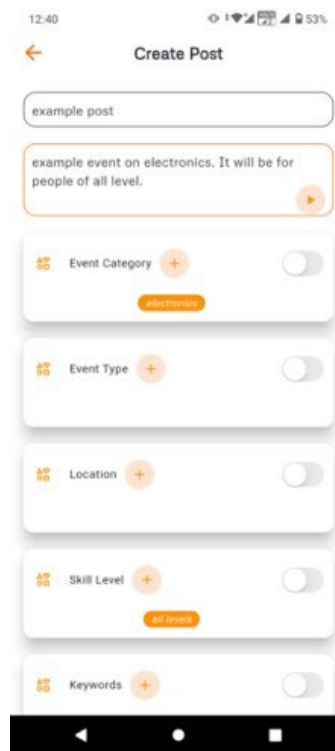 12:40
53%
Create Post
example post
example event on electronics. It will be for
people of all level.
Event Category
electronics
Event Type
Location
Skill Level
all levels
Keywords